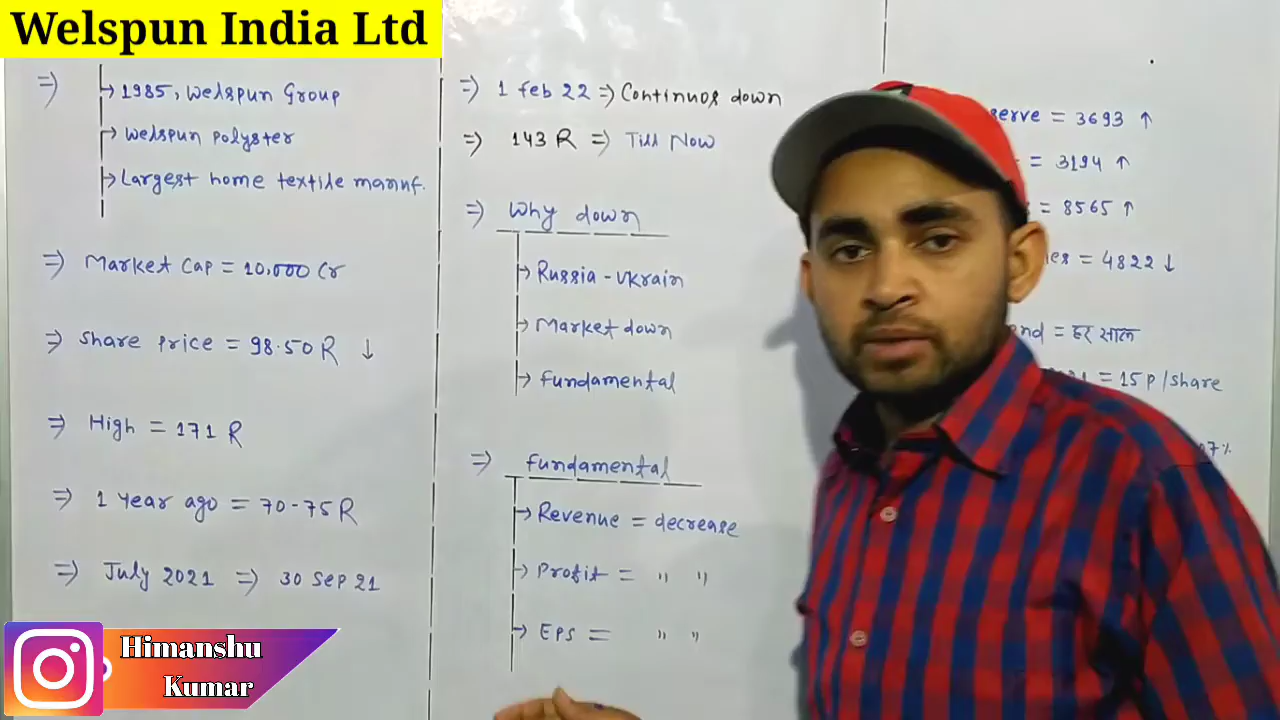 Welspun India Ltd
=> → 1985, Welspun Group
→ Welspun Polyster
→ Largest home textile manuf.
=> Market Cap = 10,000 Cr
=> Share Price = 98.50 R ↓
=> High = 171 R
=> 1 Year ago = 70-75 R
=> July 2021 => 30 Sep 21
=> 1 Feb 22 => Continuos down
=> 143 R => Till Now
=> Why down
→ Russia - Ukrain
→ Market down
→ Fundamental
=> Fundamental
→ Revenue = decrease
→ Profit = " "
→ EPS = " "
serve = 3693 ↑
= 3194 ↑
= 8565 ↑
es = 4822 ↓
nd = हर साल
= 15 P / Share
07%
Himanshu
Kumar